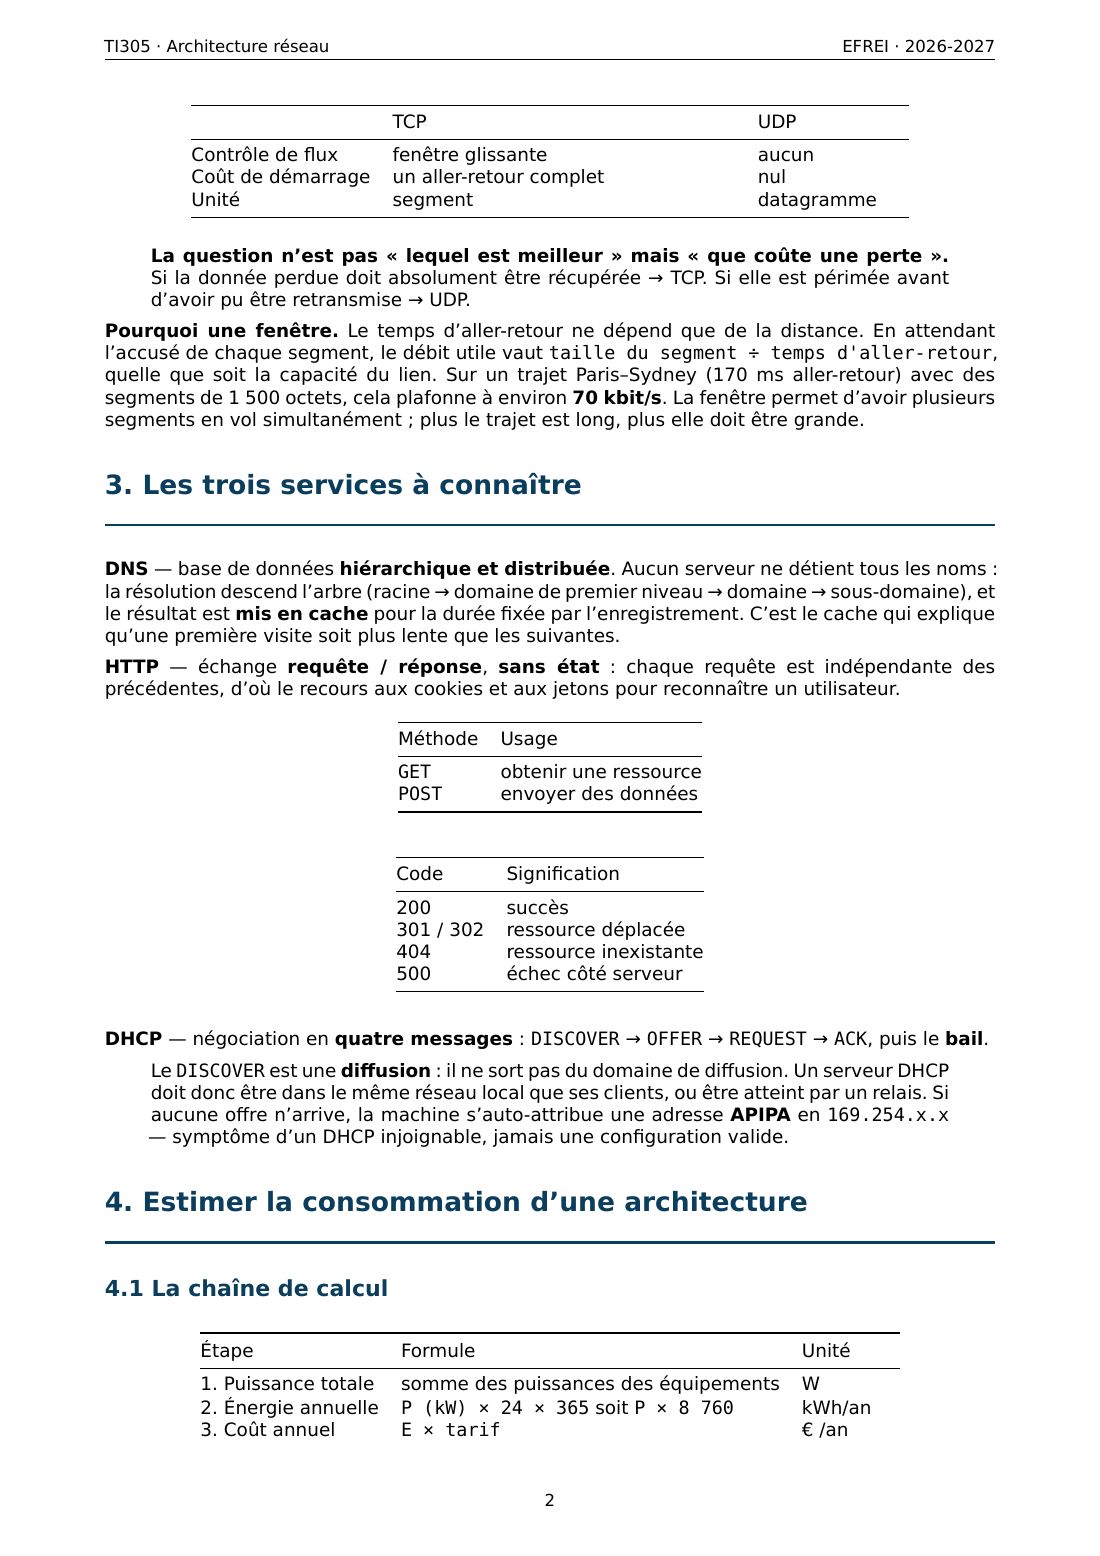 TI305 · Architecture réseau EFREI · 2026-2027
TCP UDP
Contrôle de flux fenêtre glissante aucun
Coût de démarrage un aller-retour complet nul
Unité segment datagramme
La question n’est pas « lequel est meilleur » mais « que coûte une perte ».
Si la donnée perdue doit absolument être récupérée → TCP. Si elle est périmée avant
d’avoir pu être retransmise → UDP.
Pourquoi une fenêtre. Le temps d’aller-retour ne dépend que de la distance. En attendant
l’accusé de chaque segment, le débit utile vaut taille du segment ÷ temps d'aller-retour,
quelle que soit la capacité du lien. Sur un trajet Paris–Sydney (170 ms aller-retour) avec des
segments de 1 500 octets, cela plafonne à environ 70 kbit/s. La fenêtre permet d’avoir plusieurs
segments en vol simultanément ; plus le trajet est long, plus elle doit être grande.
3. Les trois services à connaître
DNS — base de données hiérarchique et distribuée. Aucun serveur ne détient tous les noms :
la résolution descend l’arbre (racine → domaine de premier niveau → domaine → sous-domaine), et
le résultat est mis en cache pour la durée fixée par l’enregistrement. C’est le cache qui explique
qu’une première visite soit plus lente que les suivantes.
HTTP — échange requête / réponse, sans état : chaque requête est indépendante des
précédentes, d’où le recours aux cookies et aux jetons pour reconnaître un utilisateur.
Méthode Usage
GET obtenir une ressource
POST envoyer des données
Code Signification
200 succès
301 / 302 ressource déplacée
404 ressource inexistante
500 échec côté serveur
DHCP — négociation en quatre messages : DISCOVER → OFFER → REQUEST → ACK, puis le bail.
Le DISCOVER est une diffusion : il ne sort pas du domaine de diffusion. Un serveur DHCP
doit donc être dans le même réseau local que ses clients, ou être atteint par un relais. Si
aucune offre n’arrive, la machine s’auto-attribue une adresse APIPA en 169.254.x.x
— symptôme d’un DHCP injoignable, jamais une configuration valide.
4. Estimer la consommation d’une architecture
4.1 La chaîne de calcul
Étape Formule Unité
1. Puissance totale somme des puissances des équipements W
2. Énergie annuelle P (kW) × 24 × 365 soit P × 8 760 kWh/an
3. Coût annuel E × tarif € /an
2